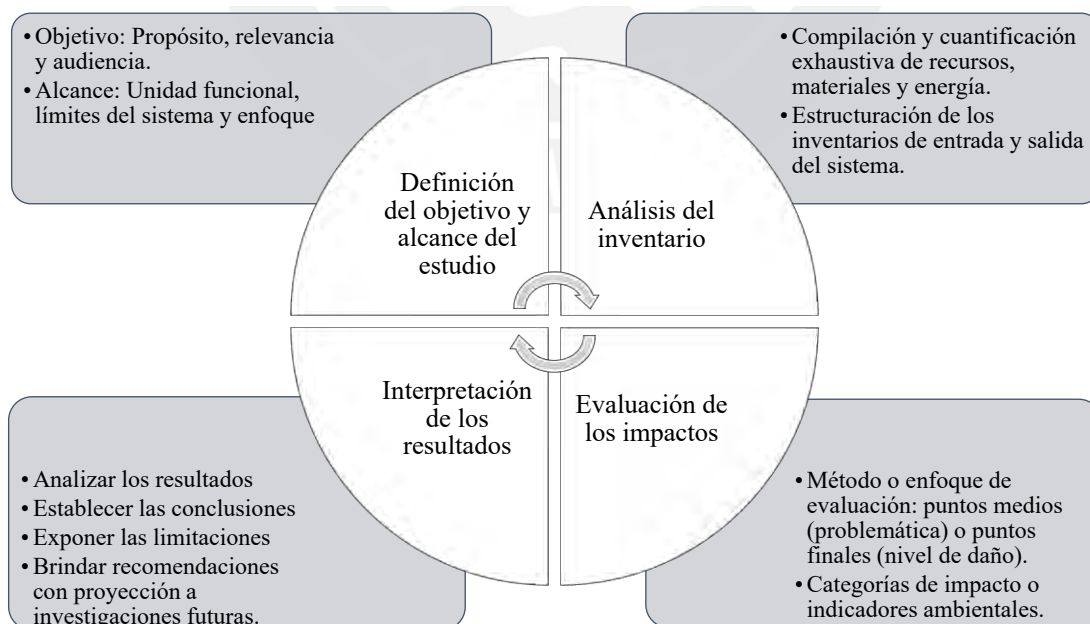 • Objetivo: Propósito, relevancia
y audiencia.
• Alcance: Unidad funcional,
límites del sistema y enfoque
• Compilación y cuantificación
exhaustiva de recursos,
materiales y energía.
• Estructuración de los
inventarios de entrada y salida
del sistema.
Definición
del objetivo y
alcance del
estudio
Análisis del
inventario
Interpretación
de los
resultados
Evaluación de
los impactos
• Analizar los resultados
• Establecer las conclusiones
• Exponer las limitaciones
• Brindar recomendaciones
con proyección a
investigaciones futuras.
• Método o enfoque de
evaluación: puntos medios
(problemática) o puntos
finales (nivel de daño).
• Categorías de impacto o
indicadores ambientales.